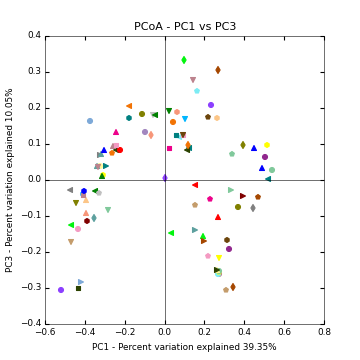 PCoA - PC1 vs PC3
0.4
0.3
0.2
0.1
0.0
−0.1
−0.2
−0.3
−0.4
PC3 - Percent variation explained 10.05%
−0.6 −0.4 −0.2 0.0 0.2 0.4 0.6 0.8
PC1 - Percent variation explained 39.35%